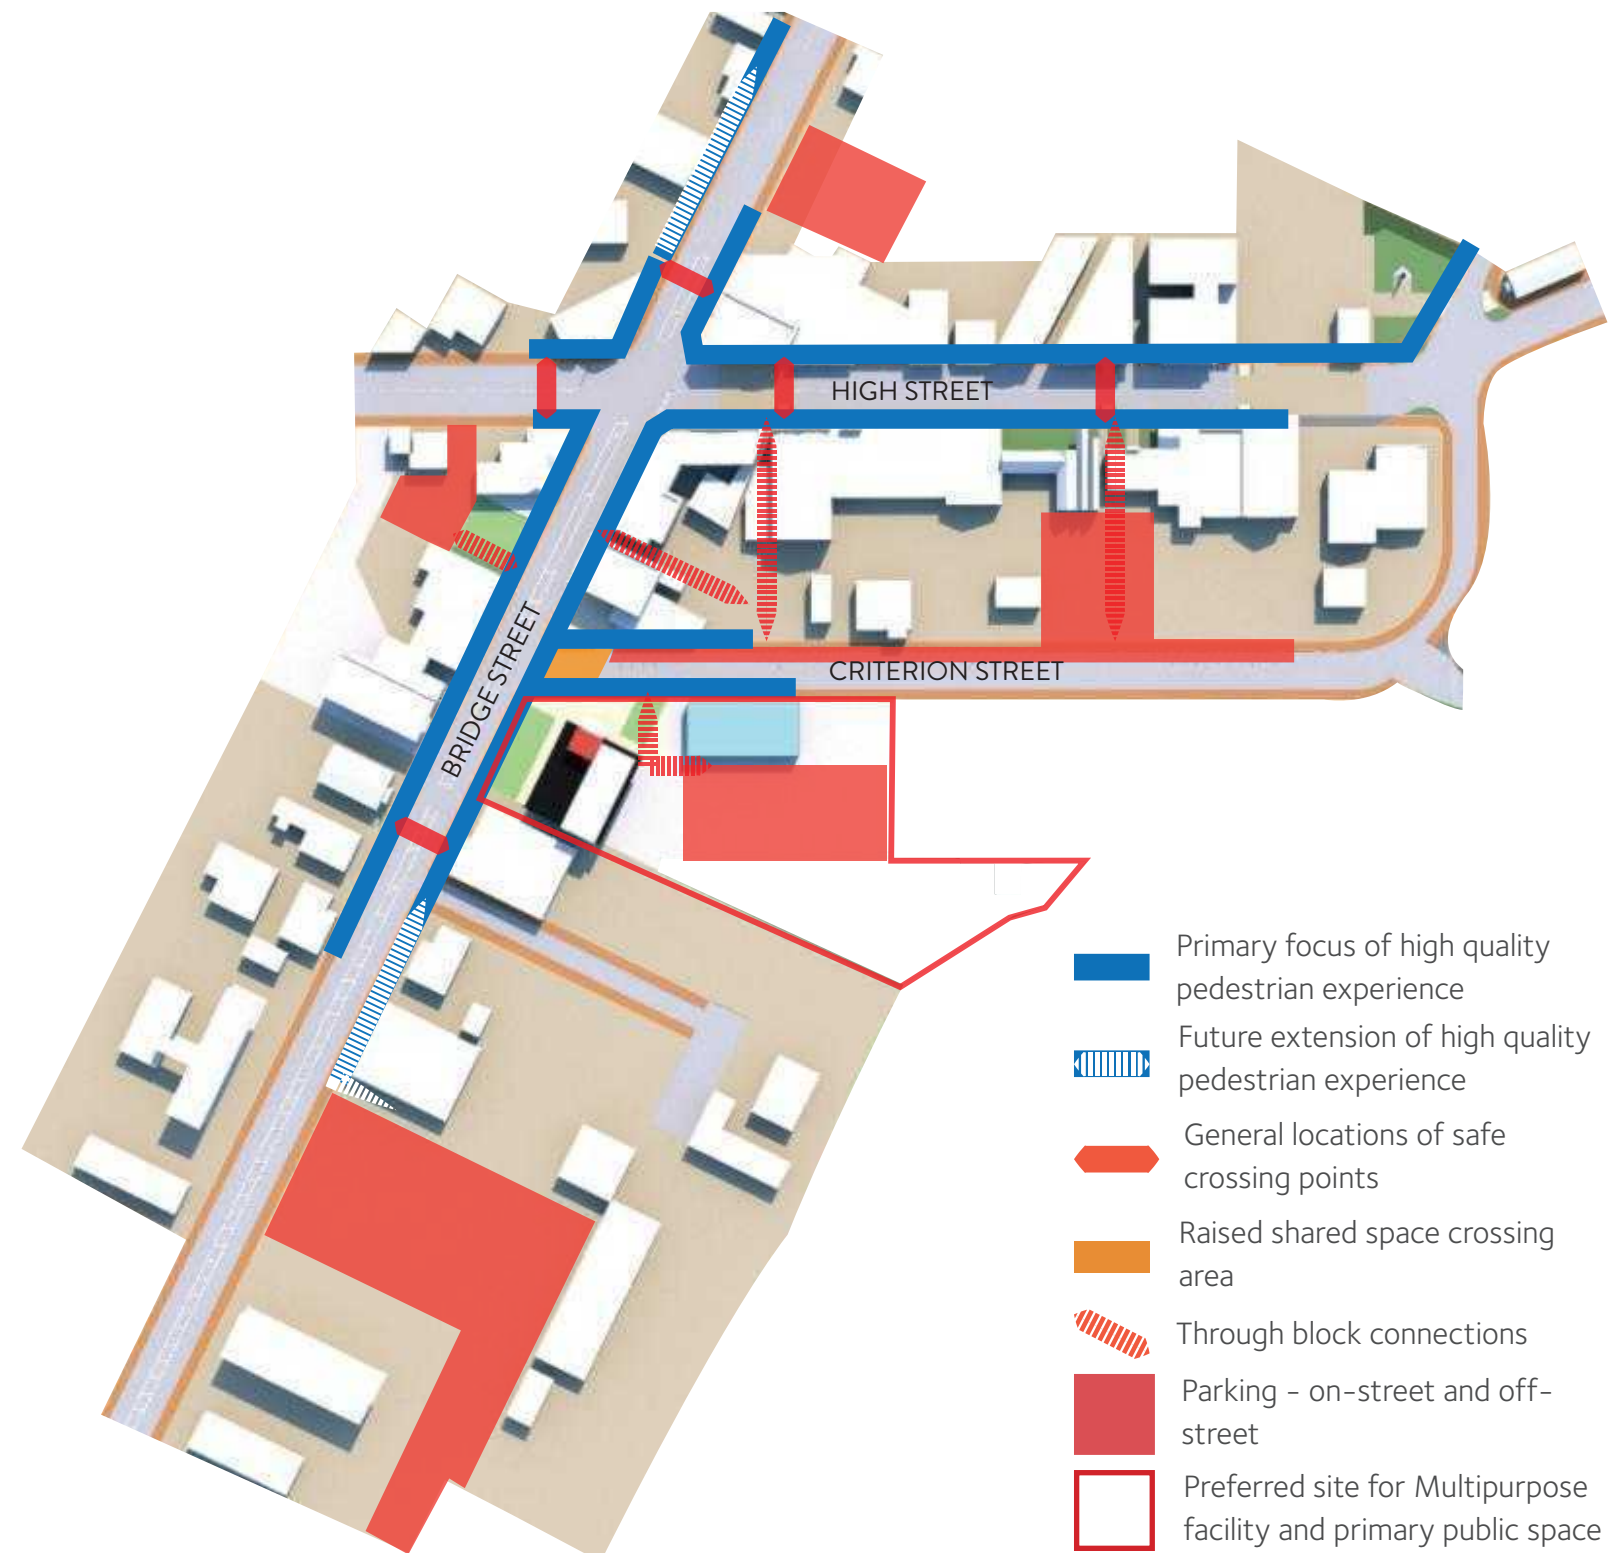 HIGH STREET
BRIDGE STREET
CRITERION STREET
Primary focus of high quality
pedestrian experience
Future extension of high quality
pedestrian experience
General locations of safe
crossing points
Raised shared space crossing
area
Through block connections
Parking - on-street and off-
street
Preferred site for Multipurpose
facility and primary public space